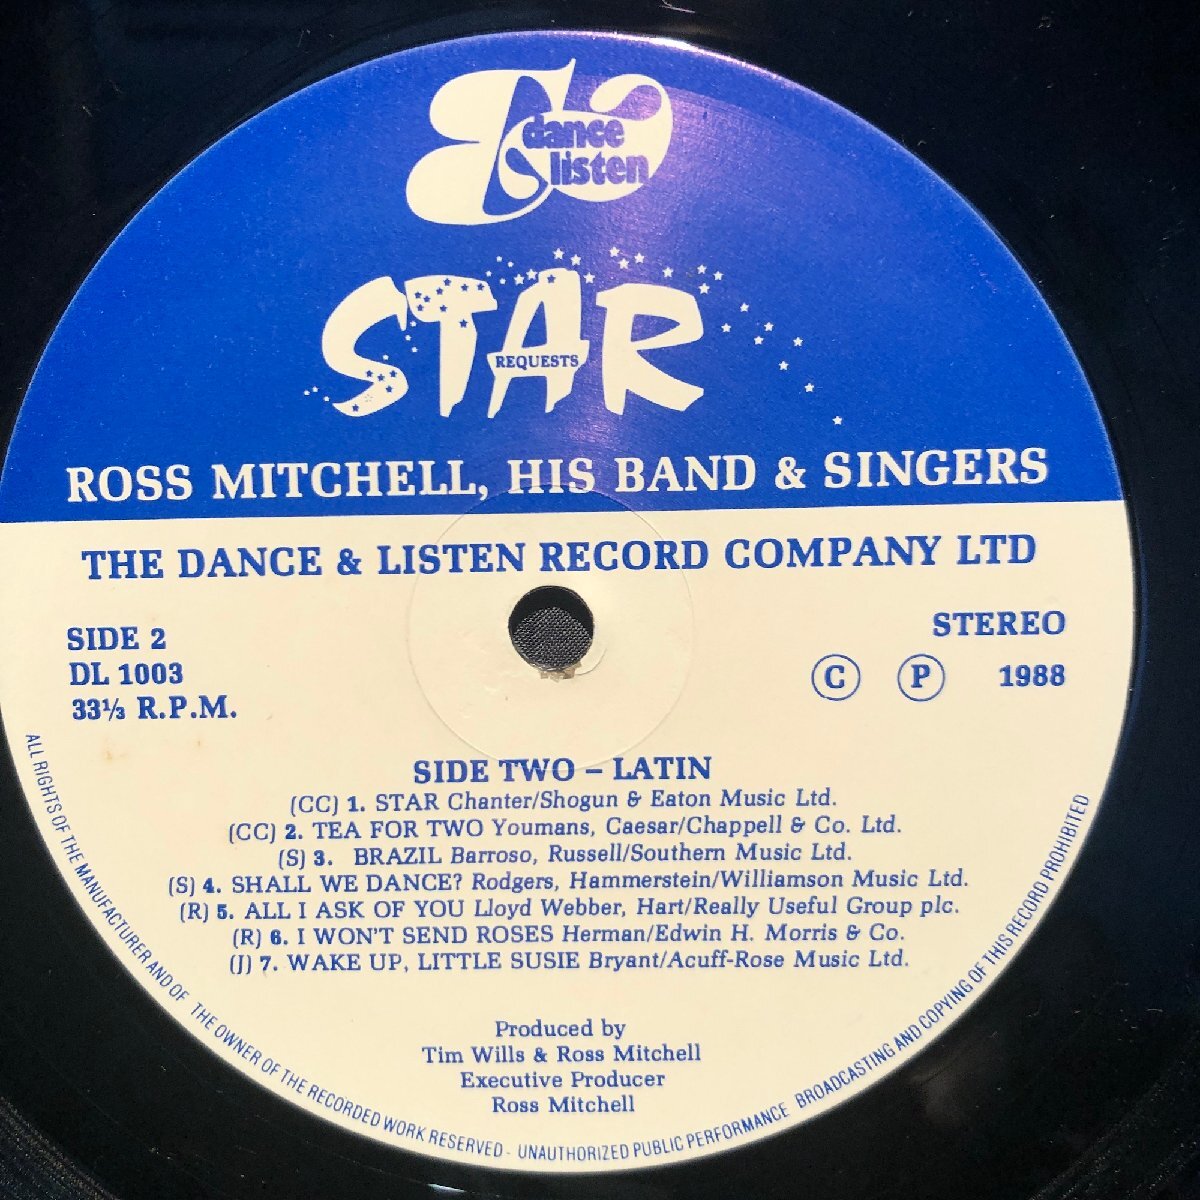 dance
listen
STAR
REQUESTS
ROSS MITCHELL, HIS BAND & SINGERS
THE DANCE & LISTEN RECORD COMPANY LTD
SIDE 2
DL 1003
33⅓ R.P.M.
STEREO
Ⓒ Ⓟ 1988
SIDE TWO – LATIN
(CC) 1. STAR Chanter/Shogun & Eaton Music Ltd.
(CC) 2. TEA FOR TWO Youmans, Caesar/Chappell & Co. Ltd.
(S) 3. BRAZIL Barroso, Russell/Southern Music Ltd.
(S) 4. SHALL WE DANCE? Rodgers, Hammerstein/Williamson Music Ltd.
(R) 5. ALL I ASK OF YOU Lloyd Webber, Hart/Really Useful Group plc.
(R) 6. I WON'T SEND ROSES Herman/Edwin H. Morris & Co.
(J) 7. WAKE UP, LITTLE SUSIE Bryant/Acuff-Rose Music Ltd.
Produced by
Tim Wills & Ross Mitchell
Executive Producer
Ross Mitchell
ALL RIGHTS OF THE MANUFACTURER AND OF THE OWNER OF THE RECORDED WORK RESERVED - UNAUTHORIZED PUBLIC PERFORMANCE BROADCASTING AND COPYING OF THIS RECORD PROHIBITED